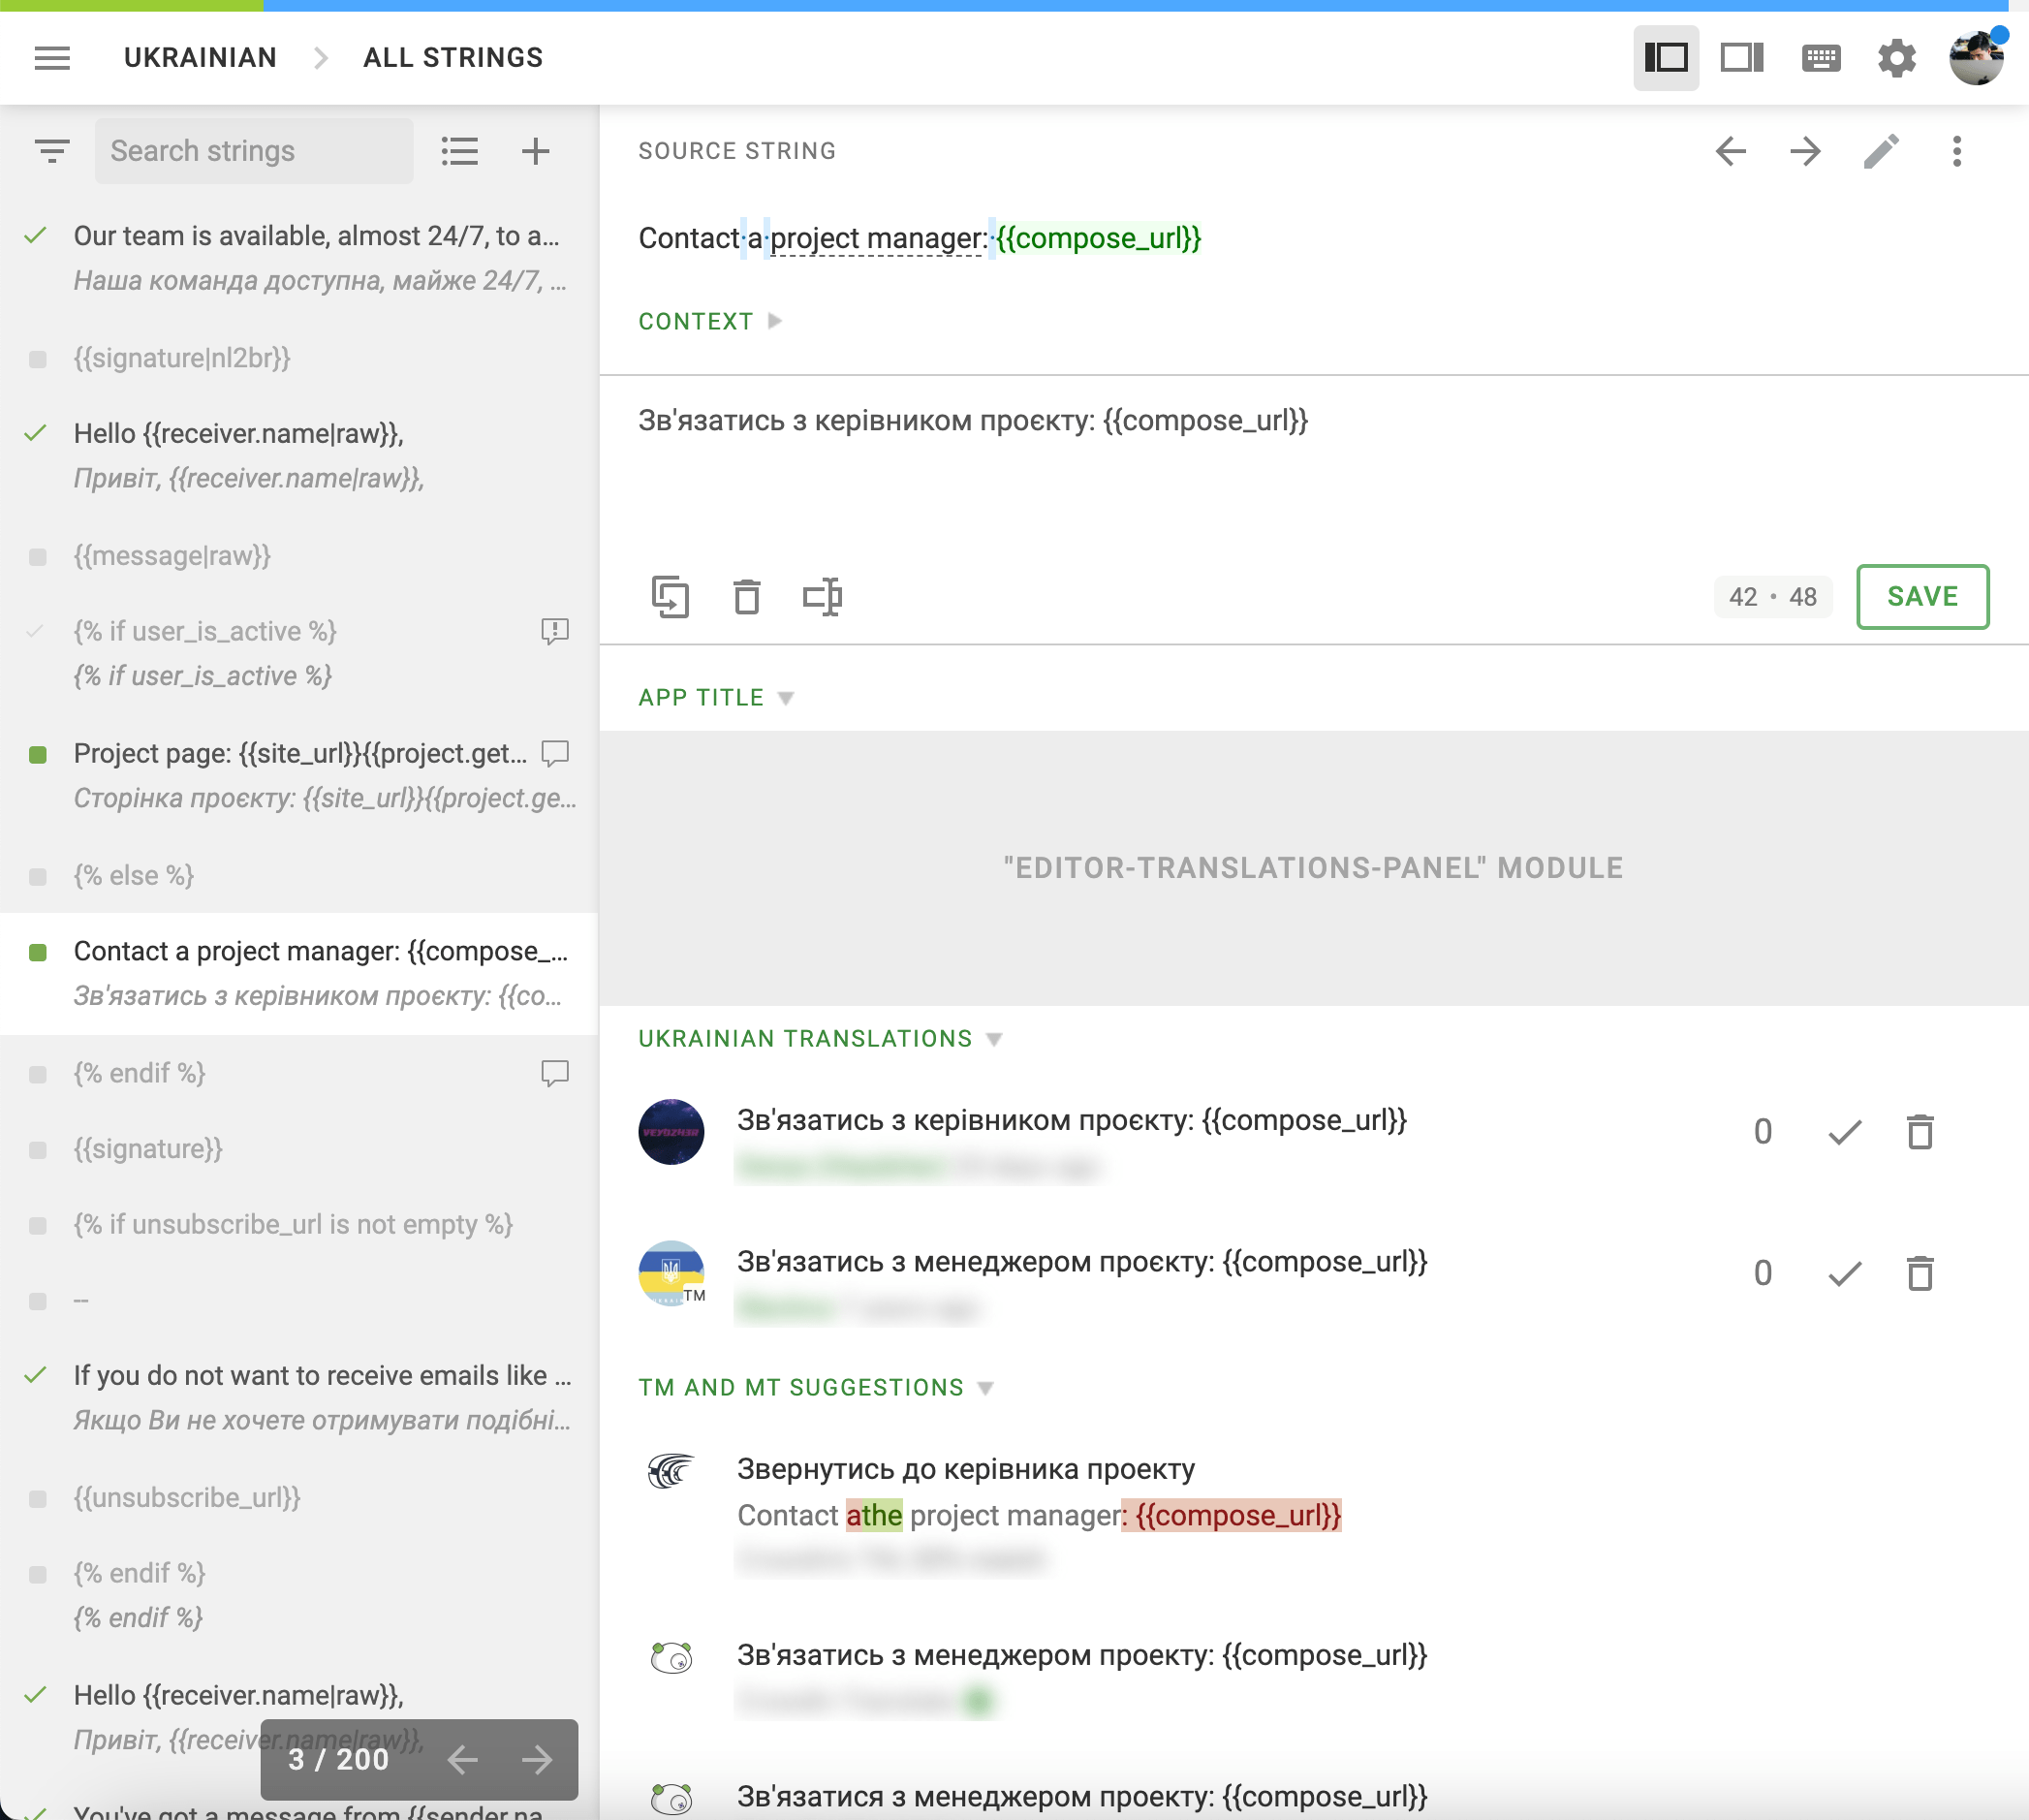 UKRAINIAN > ALL STRINGS
Search strings
Our team is available, almost 24/7, to a...
Наша команда доступна, майже 24/7, ...
{{signature|nl2br}}
Hello {{receiver.name|raw}},
Привіт, {{receiver.name|raw}},
{{message|raw}}
{% if user_is_active %}
{% if user_is_active %}
Project page: {{site_url}}{{project.get...
Сторінка проєкту: {{site_url}}{{project.ge...
{% else %}
Contact a project manager: {{compose_...
Зв'язатись з керівником проєкту: {{co...
{% endif %}
{{signature}}
{% if unsubscribe_url is not empty %}
--
If you do not want to receive emails like ...
Якщо Ви не хочете отримувати подібні...
{{unsubscribe_url}}
{% endif %}
{% endif %}
Hello {{receiver.name|raw}},
Привіт, {{receiver.name|raw}},
3 / 200
You've got a message from {{sender.na...
SOURCE STRING
Contact·a·project manager:·{{compose_url}}
CONTEXT
Зв'язатись з керівником проєкту: {{compose_url}}
42 • 48
SAVE
APP TITLE
"EDITOR-TRANSLATIONS-PANEL" MODULE
UKRAINIAN TRANSLATIONS
Зв'язатись з керівником проєкту: {{compose_url}}
0
TM
Зв'язатись з менеджером проєкту: {{compose_url}}
0
TM AND MT SUGGESTIONS
Звернутись до керівника проекту
Contact athe project manager: {{compose_url}}
Зв'язатись з менеджером проекту: {{compose_url}}
Зв'язатися з менеджером проекту: {{compose_url}}